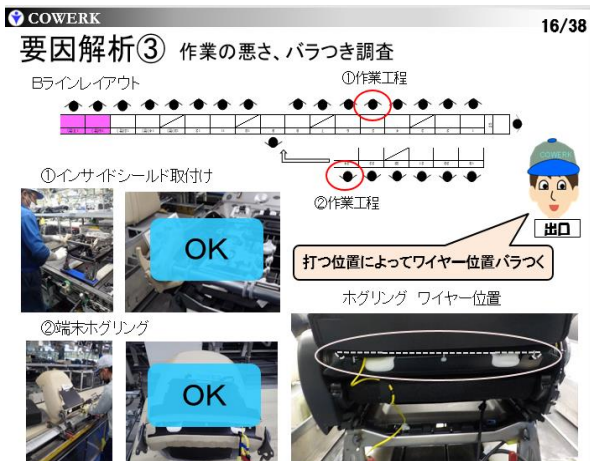 COWERK
16/38
要因解析③ 作業の悪さ、バラつき調査
Bラインレイアウト
①作業工程
②作業工程
COWERK
出口
①インサイドシールド取付け
OK
打つ位置によってワイヤー位置バラつく
ホグリング ワイヤー位置
②端末ホグリング
OK